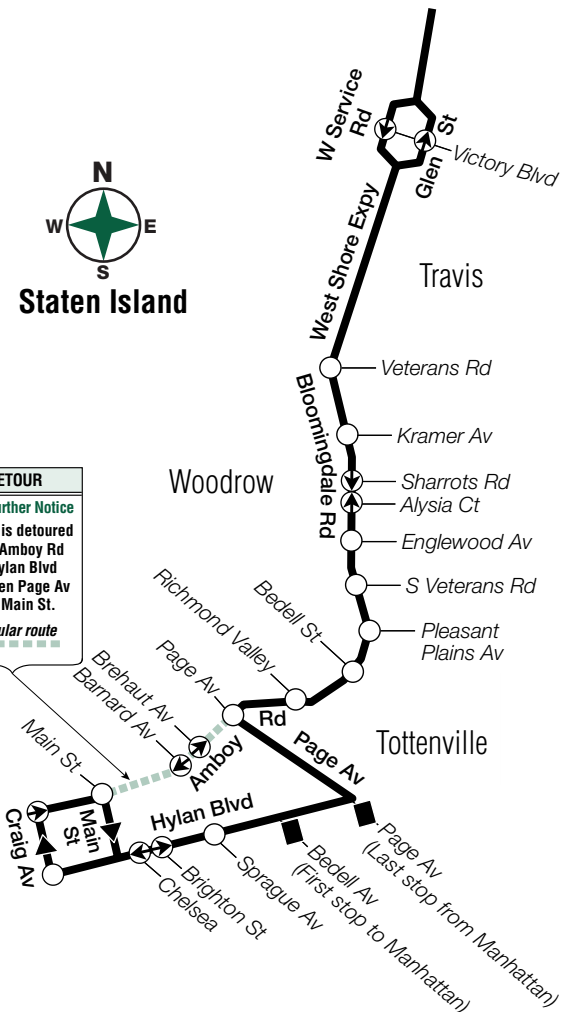 W Service
Rd
Glen St
Victory Blvd
N
W E
S
Staten Island
West Shore Expy
Travis
Veterans Rd
Bloomingdale Rd
Kramer Av
Woodrow
Sharrots Rd
Alysia Ct
Englewood Av
S Veterans Rd
Pleasant
Plains Av
ETOUR
urther Notice
is detoured
Amboy Rd
ylan Blvd
en Page Av
Main St.
ular route
Bedell St
Richmond Valley
Page Av
Brehaut Av
Barnard Av
Main St
Amboy
Rd
Page Av
Tottenville
Craig Av
Main
St
Hylan Blvd
Chelsea
Brighton St
Sprague Av
Bedell Av
(First stop to Manhattan)
Page Av
(Last stop from Manhattan)